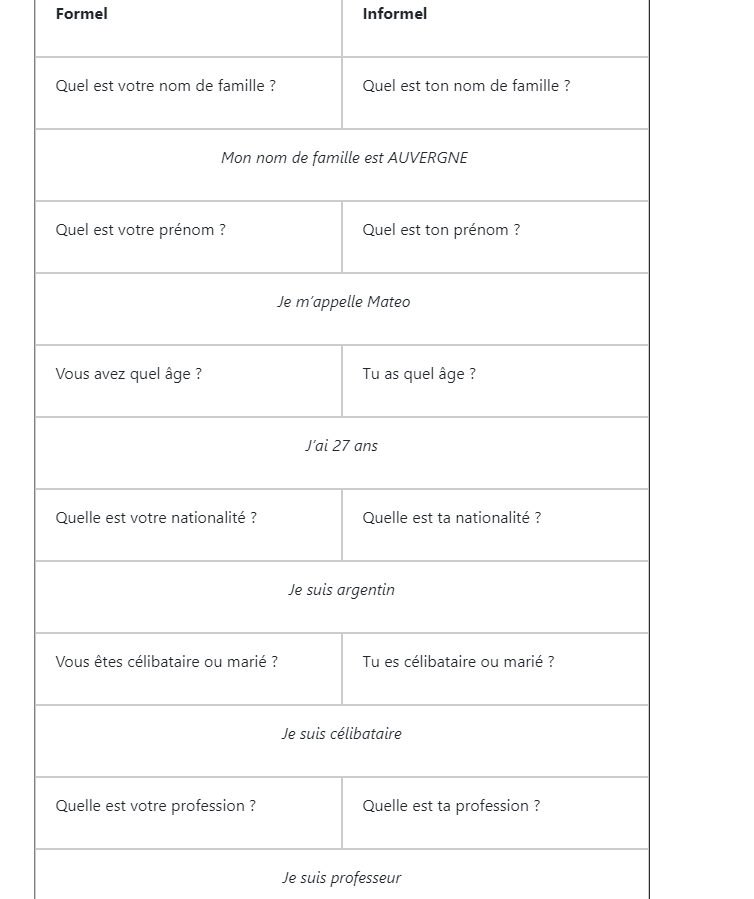 Formel
Informel
Quel est votre nom de famille ?
Quel est ton nom de famille ?
Mon nom de famille est AUVERGNE
Quel est votre prénom ?
Quel est ton prénom ?
Je m’appelle Mateo
Vous avez quel âge ?
Tu as quel âge ?
J’ai 27 ans
Quelle est votre nationalité ?
Quelle est ta nationalité ?
Je suis argentin
Vous êtes célibataire ou marié ?
Tu es célibataire ou marié ?
Je suis célibataire
Quelle est votre profession ?
Quelle est ta profession ?
Je suis professeur